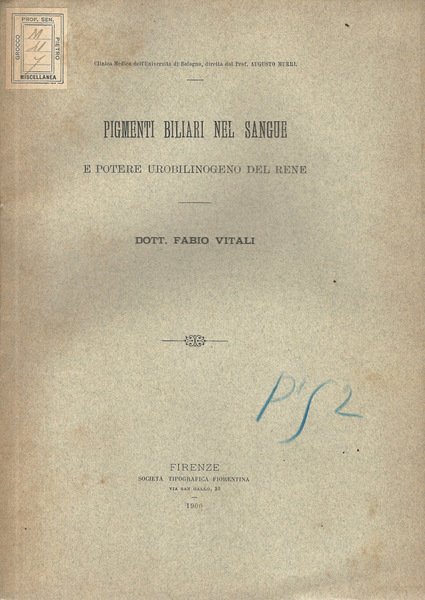 PROF. SEN.
GROCCO
PIETRO
MISCELLANEA
Clinica Medica dell'Università di Bologna, diretta dal Prof. AUGUSTO MURRI.
PIGMENTI BILIARI NEL SANGUE
E POTERE UROBILINOGENO DEL RENE
DOTT. FABIO VITALI
FIRENZE
SOCIETÀ TIPOGRAFICA FIORENTINA
VIA SAN GALLO, 33
1900